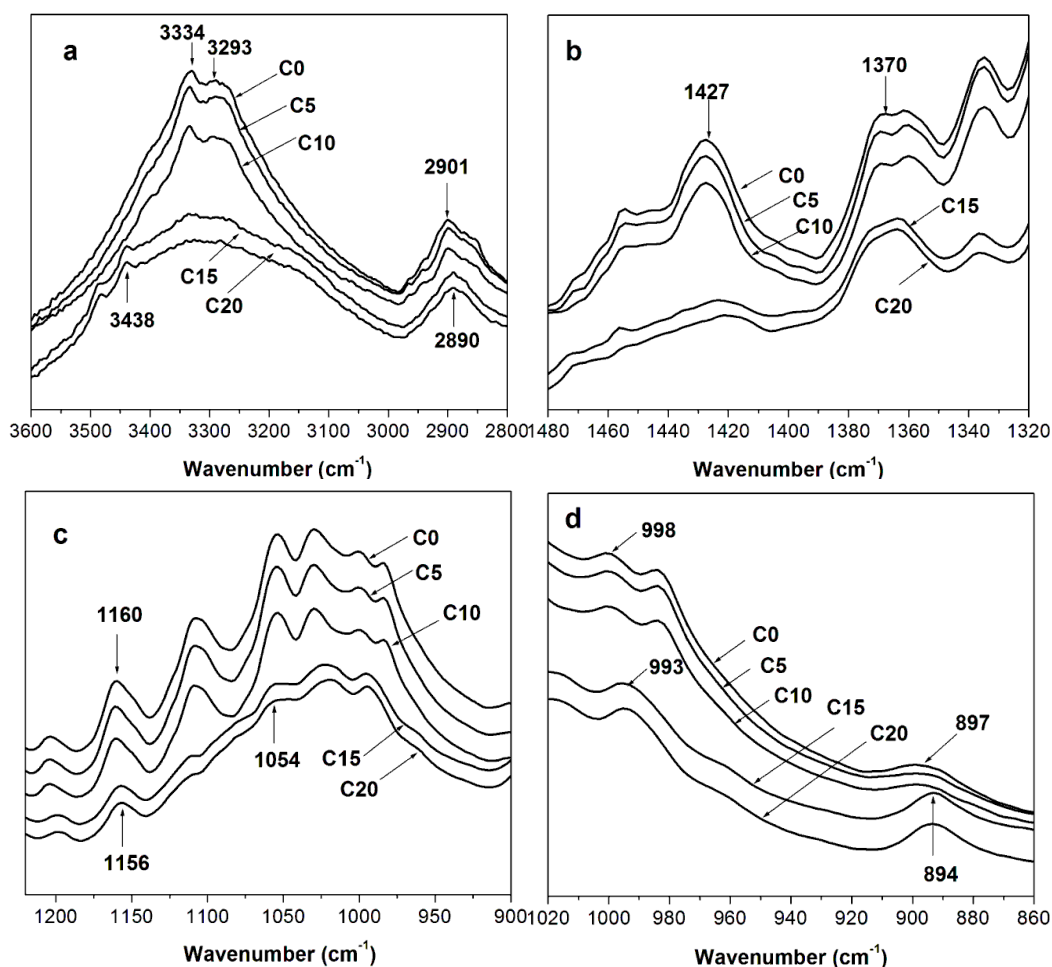 a
3334
3293
C0
C5
C10
2901
C15
C20
3438
2890
3600 3500 3400 3300 3200 3100 3000 2900 2800
Wavenumber (cm-1)
b
1427
1370
C0
C5
C10
C15
C20
1480 1460 1440 1420 1400 1380 1360 1340 1320
Wavenumber (cm-1)
c
C0
C5
1160
C10
1054
C15
C20
1156
1200 1150 1100 1050 1000 950 900
Wavenumber (cm-1)
d
998
C0
993
C5
C10
C15
C20
897
894
1020 1000 980 960 940 920 900 880 860
Wavenumber (cm-1)